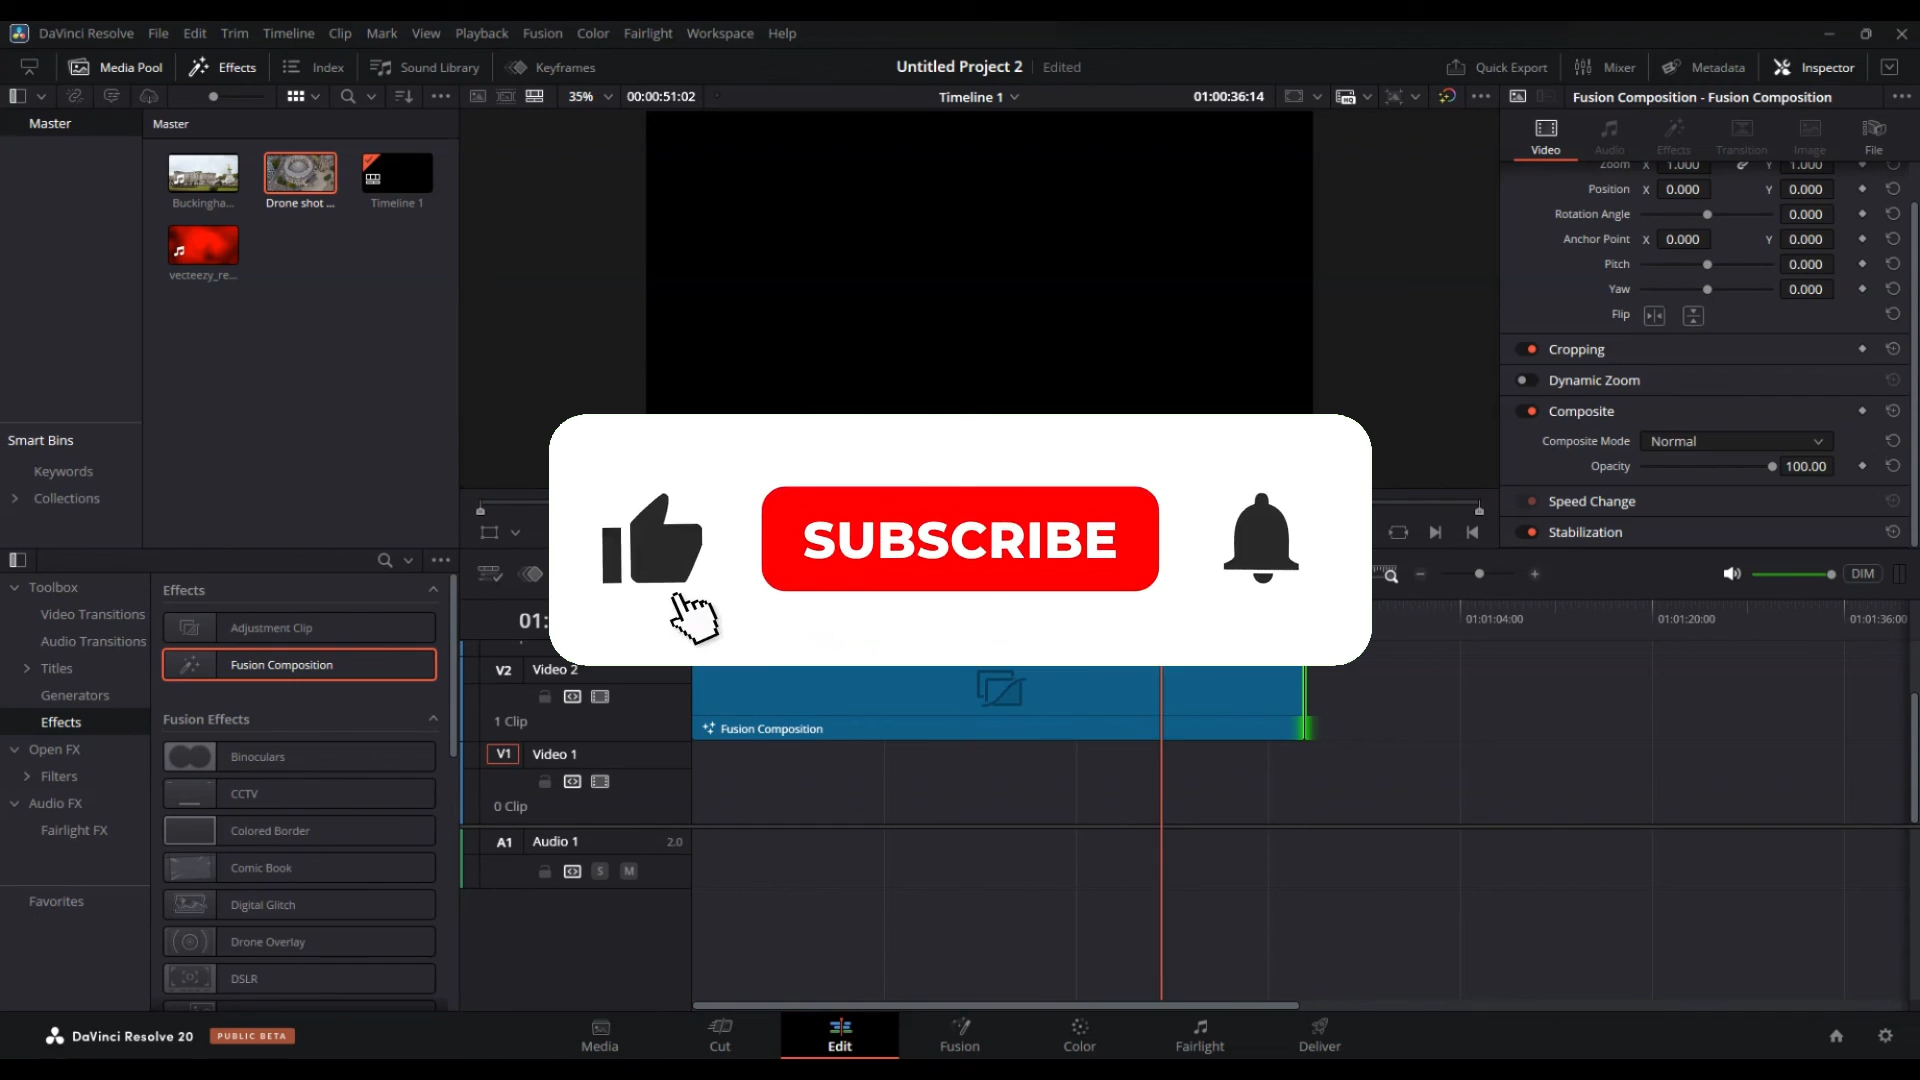 DaVinci Resolve File Edit Trim Timeline Clip Mark View Playback Fusion Color Fairlight Workspace Help
Media Pool Effects Index Sound Library Keyframes Untitled Project 2 Edited Quick Export Mixer Metadata Inspector
35% 00:00:51:02 Timeline 1 01:00:36:14 Fusion Composition - Fusion Composition
Master Master
Video Audio Effects Transition Image File
Buckingha... Drone shot ... Timeline 1
vecteezy_re...
Zoom X 1.000 Y 1.000
Position X 0.000 Y 0.000
Rotation Angle 0.000
Anchor Point X 0.000 Y 0.000
Pitch 0.000
Yaw 0.000
Flip
Cropping
Dynamic Zoom
Composite
Composite Mode Normal
Opacity 100.00
Speed Change
Stabilization
Smart Bins
Keywords
Collections
SUBSCRIBE
DIM
Toolbox
Video Transitions
Audio Transitions
Titles
Generators
Effects
Open FX
Filters
Audio FX
Fairlight FX
Favorites
Effects
Adjustment Clip
Fusion Composition
Fusion Effects
Binoculars
CCTV
Colored Border
Comic Book
Digital Glitch
Drone Overlay
DSLR
01:
01:01:04:00 01:01:20:00 01:01:36:00
V2 Video 2
1 Clip
Fusion Composition
V1 Video 1
0 Clip
A1 Audio 1 2.0
S M
DaVinci Resolve 20 PUBLIC BETA
Media Cut Edit Fusion Color Fairlight Deliver